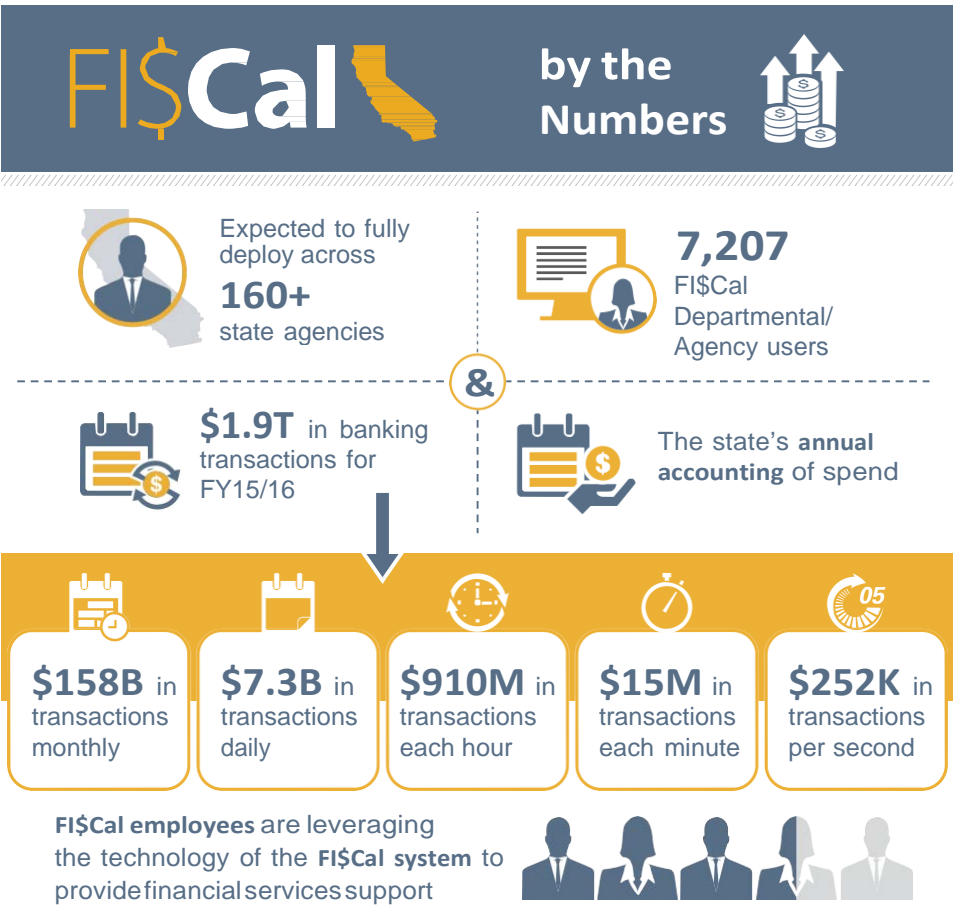 FI$Cal
by the
Numbers
Expected to fully
deploy across
160+
state agencies
7,207
FI$Cal
Departmental/
Agency users
&
$1.9T in banking
transactions for
FY15/16
The state's annual
accounting of spend
05
$158B in
transactions
monthly
$7.3B in
transactions
daily
$910M in
transactions
each hour
$15M in
transactions
each minute
$252K in
transactions
per second
FI$Cal employees are leveraging
the technology of the FI$Cal system to
provide financial services support